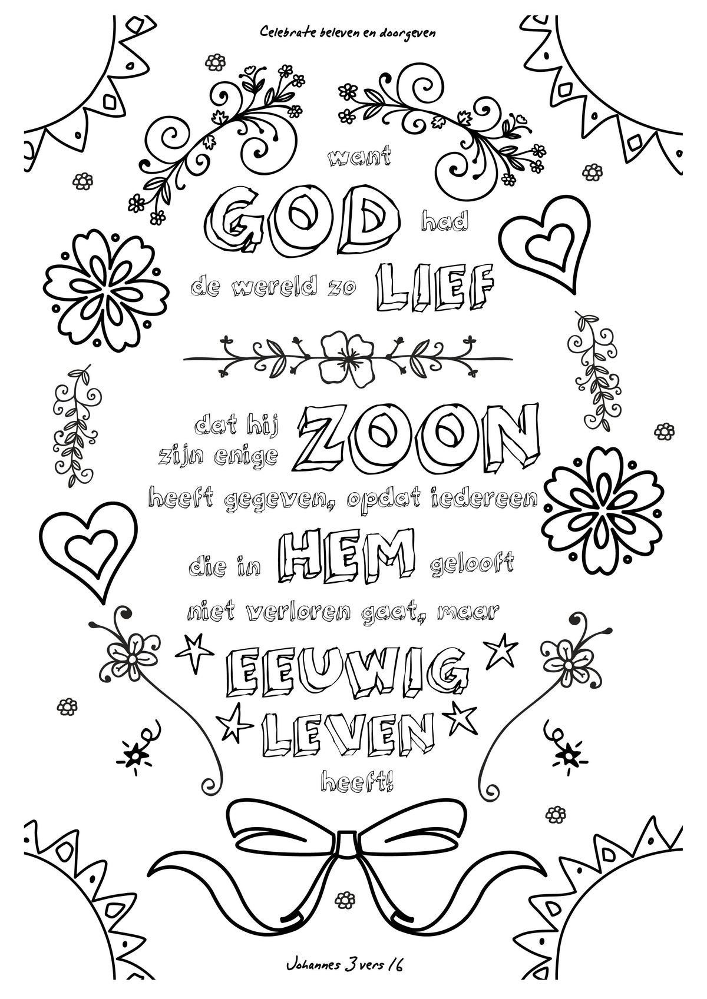 Celebrate beleven en doorgeven
want
GOD had
de wereld zo LIEF
dat hij
zijn enige ZOON
heeft gegeven, opdat iedereen
die in HEM gelooft
niet verloren gaat, maar
EEUWIG
LEVEN
heeft!
Johannes 3 vers 16